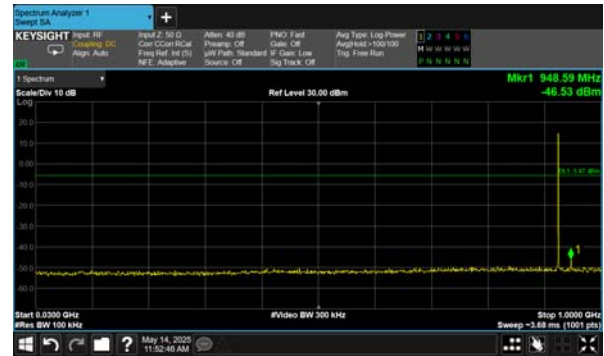 Spectrum Analyzer 1
Swept SA
+
KEYSIGHT
Input: RF
Coupling: DC
Align: Auto
Input Z: 50 Ω
Corr CCorr RCal
Freq Ref: Int (S)
NFE: Adaptive
Atten: 40 dB
Preamp: Off
µW Path: Standard
Source: Off
PNO: Fast
Gate: Off
IF Gain: Low
Sig Track: Off
Avg Type: Log-Power
Avg|Hold:>100/100
Trig: Free Run
1 2 3 4 5 6
M W W W W W
P N N N N N
1 Spectrum
Scale/Div 10 dB
Ref Level 30.00 dBm
Mkr1 948.59 MHz
-46.53 dBm
Log
20.0
10.0
0.00
-10.0
-20.0
-30.0
-40.0
-50.0
-60.0
1
Start 0.0300 GHz
#Res BW 100 kHz
#Video BW 300 kHz
Stop 1.0000 GHz
Sweep ~3.68 ms (1001 pts)
?
May 14, 2025
11:52:46 AM